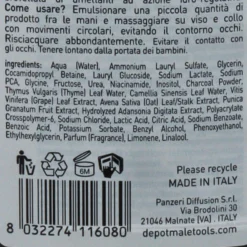 Come usare? Emulsionare una piccola quantità di
prodotto fra le mani e massaggiare su viso e collo
con movimenti circolari, evitando il contorno occhi.
Risciacquare abbondantemente. Evitare il contatto con
gli occhi. Tenere lontano dalla portata dei bambini.
ingredients: Aqua [Water], Ammonium Lauryl Sulfate, Glycerin,
Cocamidopropyl Betaine, Lauryl Glucoside, Sodium Lactate, Sodium
PCA, Glycine, Fructose, Urea, Niacinamide, Inositol, Charcoal Powder,
Thymus Vulgaris [Thyme] Leaf Water, Camellia Sinensis Leaf Water, Vitis
Vinifera [Grape] Leaf Extract, Avena Sativa [Oat] Leaf/Stalk Extract, Punica
Granatum Fruit Extract, Hydrolyzed Adansonia Digitata Extract, Polyacrylate
Crosspolymer-6, Sodium Chloride, Lactic Acid, Citric Acid, Sodium Benzoate,
Benzoic Acid, Potassium Sorbate, Benzyl Alcohol, Phenoxyethanol,
Ethylhexylglycerin, Parfum [Fragrance], Limonene, Linalool.
6M
PLEASE RECYCLE
MADE IN ITALY
Panzeri Diffusion S.r.l.
Via Brodolini 30
21046 Malnate (VA) . ITALY
depotmaletools.com
8 032274 116080